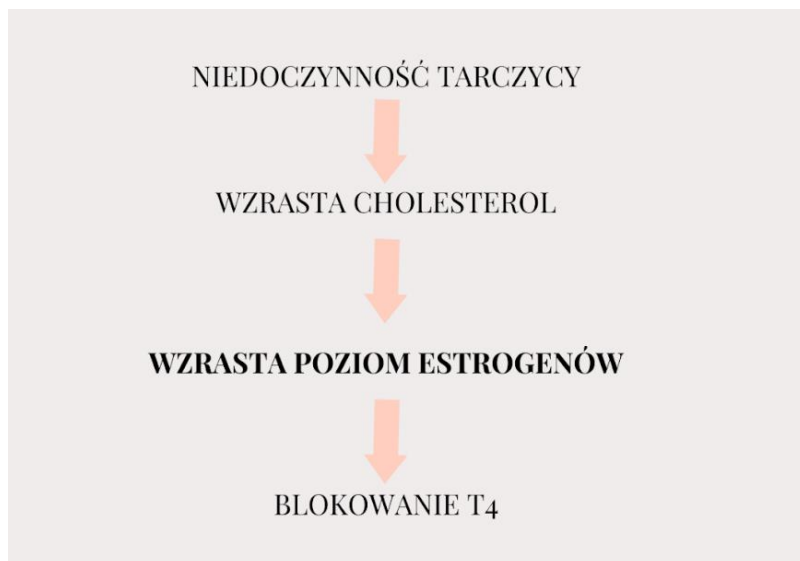 NIEDOCZYNNOŚĆ TARCZYCY
WZRASTA CHOLESTEROL
WZRASTA POZIOM ESTROGENÓW
BLOKOWANIE T4